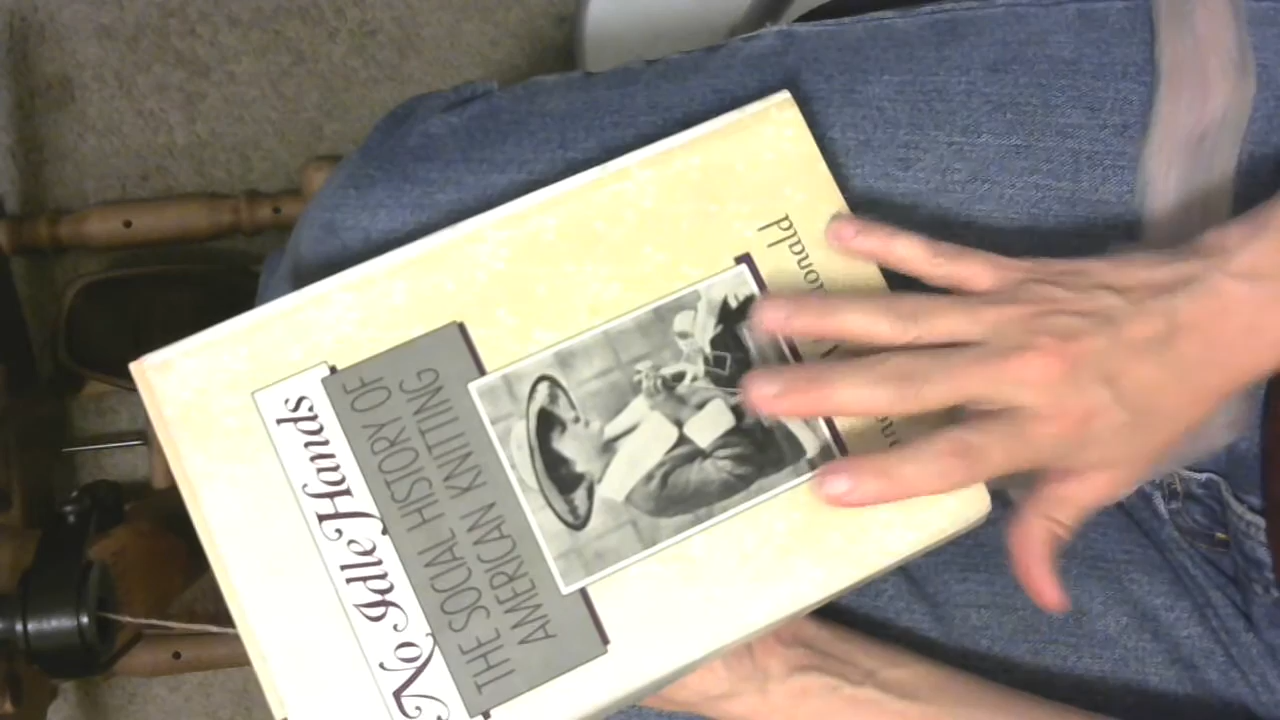 No Idle Hands
THE SOCIAL HISTORY OF
AMERICAN KNITTING